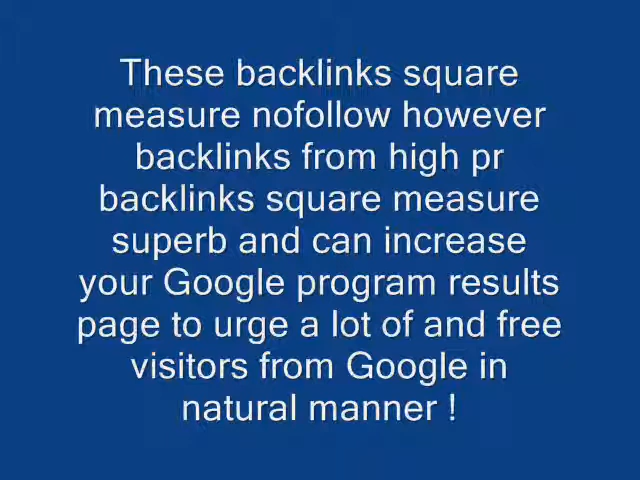 These backlinks square
measure nofollow however
backlinks from high pr
backlinks square measure
superb and can increase
your Google program results
page to urge a lot of and free
visitors from Google in
natural manner !